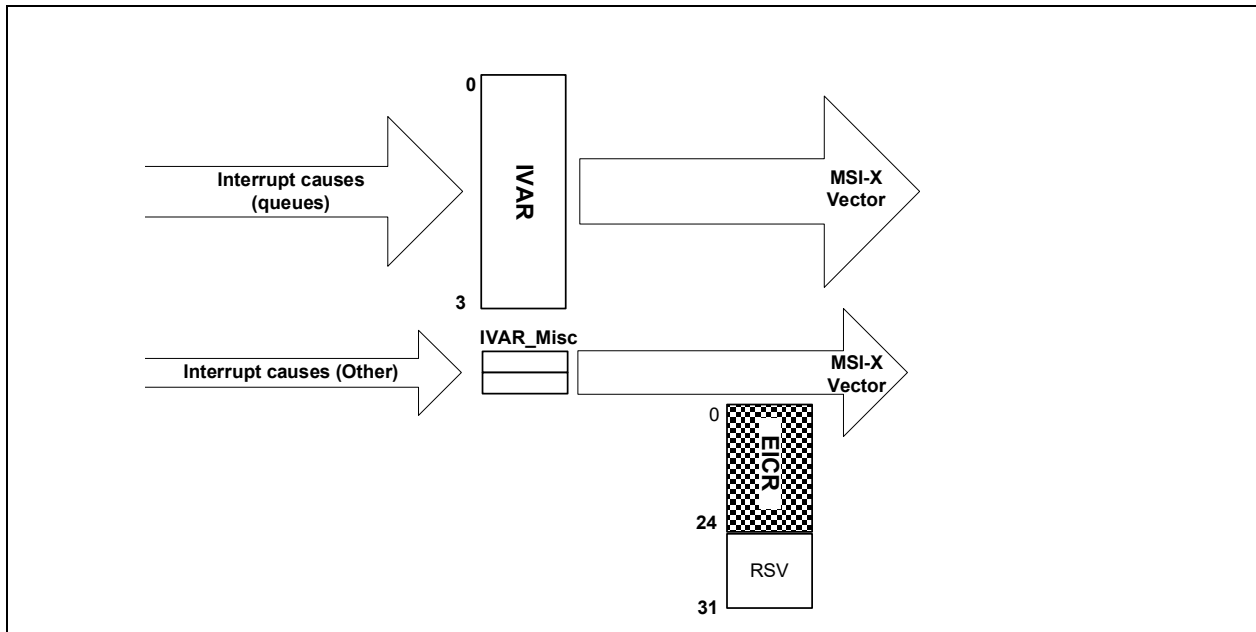 0
Interrupt causes
(queues)
IVAR
MSI-X
Vector
3
IVAR_Misc
Interrupt causes (Other)
MSI-X
Vector
0
EICR
24
RSV
31